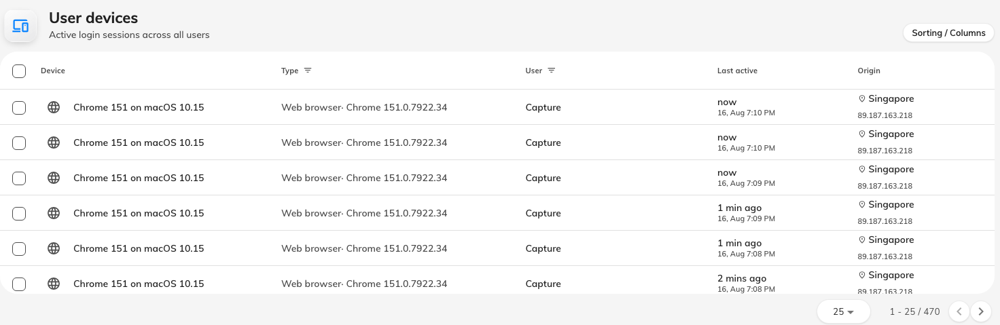 User devices
Active login sessions across all users
Sorting / Columns
Device Type User Last active Origin
Chrome 151 on macOS 10.15 Web browser· Chrome 151.0.7922.34 Capture now Singapore
16, Aug 7:10 PM 89.187.163.218
Chrome 151 on macOS 10.15 Web browser· Chrome 151.0.7922.34 Capture now Singapore
16, Aug 7:10 PM 89.187.163.218
Chrome 151 on macOS 10.15 Web browser· Chrome 151.0.7922.34 Capture now Singapore
16, Aug 7:09 PM 89.187.163.218
Chrome 151 on macOS 10.15 Web browser· Chrome 151.0.7922.34 Capture 1 min ago Singapore
16, Aug 7:09 PM 89.187.163.218
Chrome 151 on macOS 10.15 Web browser· Chrome 151.0.7922.34 Capture 1 min ago Singapore
16, Aug 7:08 PM 89.187.163.218
Chrome 151 on macOS 10.15 Web browser· Chrome 151.0.7922.34 Capture 2 mins ago Singapore
16, Aug 7:08 PM 89.187.163.218
25 1 - 25 / 470